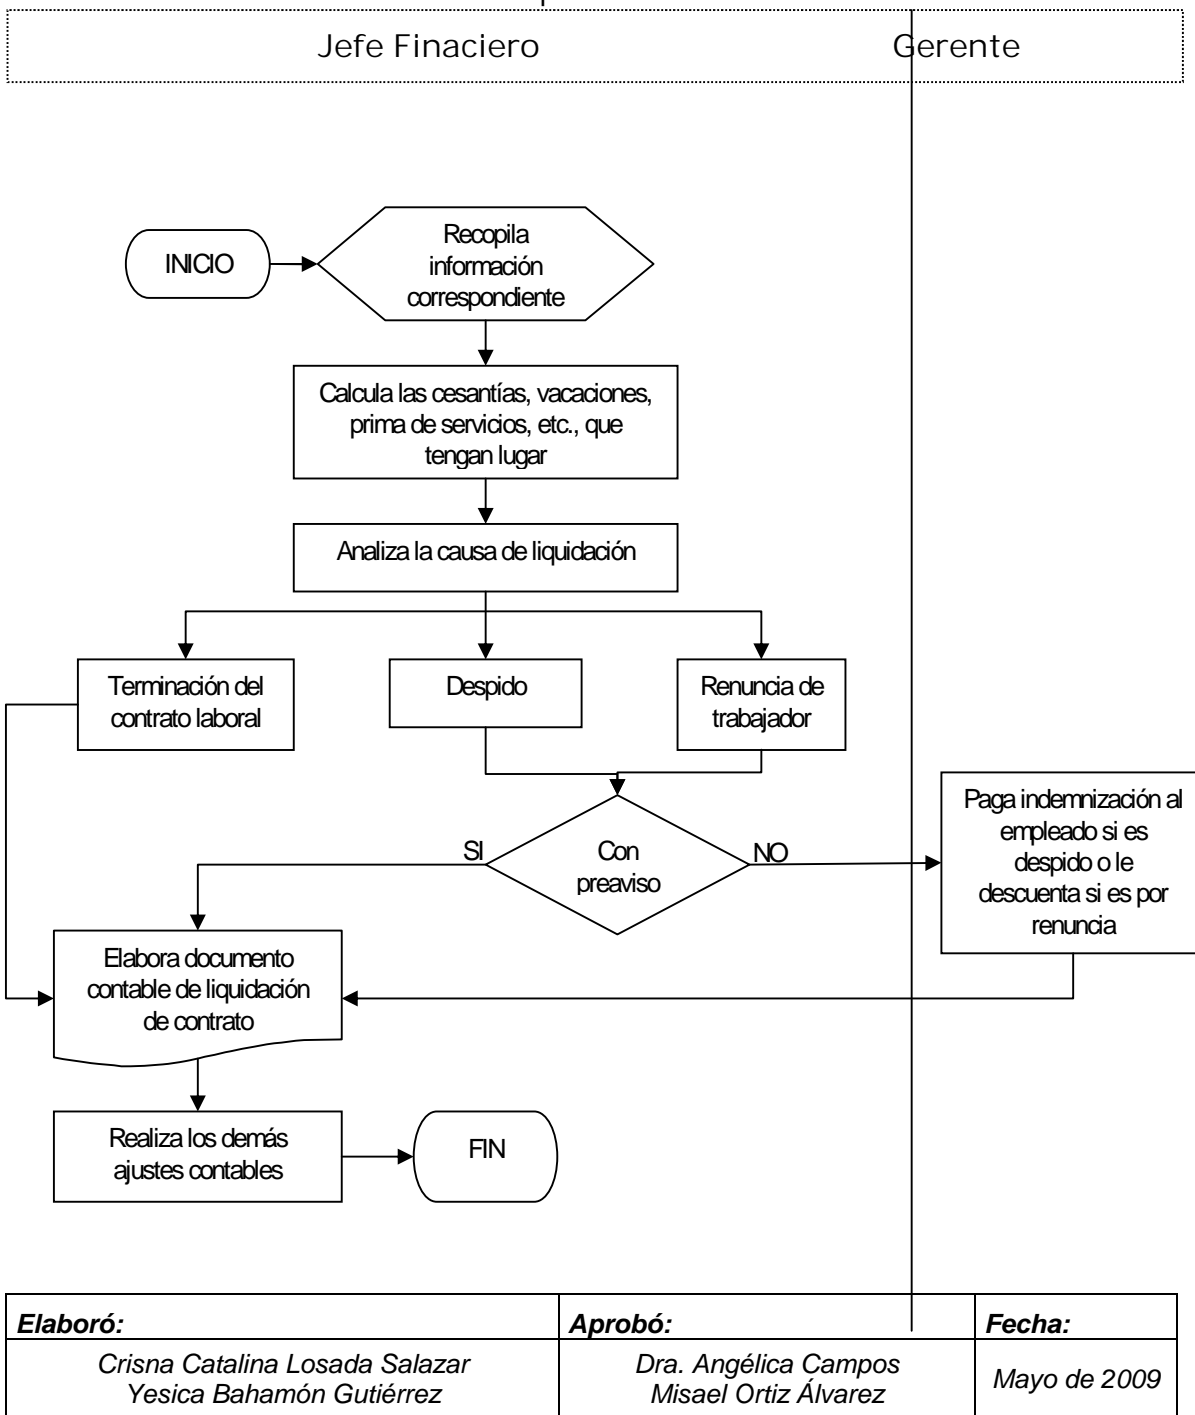 Jefe Finaciero Gerente
INICIO
Recopila
información
correspondiente
Calcula las cesantías, vacaciones,
prima de servicios, etc., que
tengan lugar
Analiza la causa de liquidación
Terminación del
contrato laboral
Despido
Renuncia de
trabajador
Con
preaviso
SI
NO
Paga indemnización al
empleado si es
despido o le
descuenta si es por
renuncia
Elabora documento
contable de liquidación
de contrato
Realiza los demás
ajustes contables
FIN
Elaboró: Aprobó: Fecha:
Crisna Catalina Losada Salazar
Yesica Bahamón Gutiérrez
Dra. Angélica Campos
Misael Ortiz Álvarez
Mayo de 2009